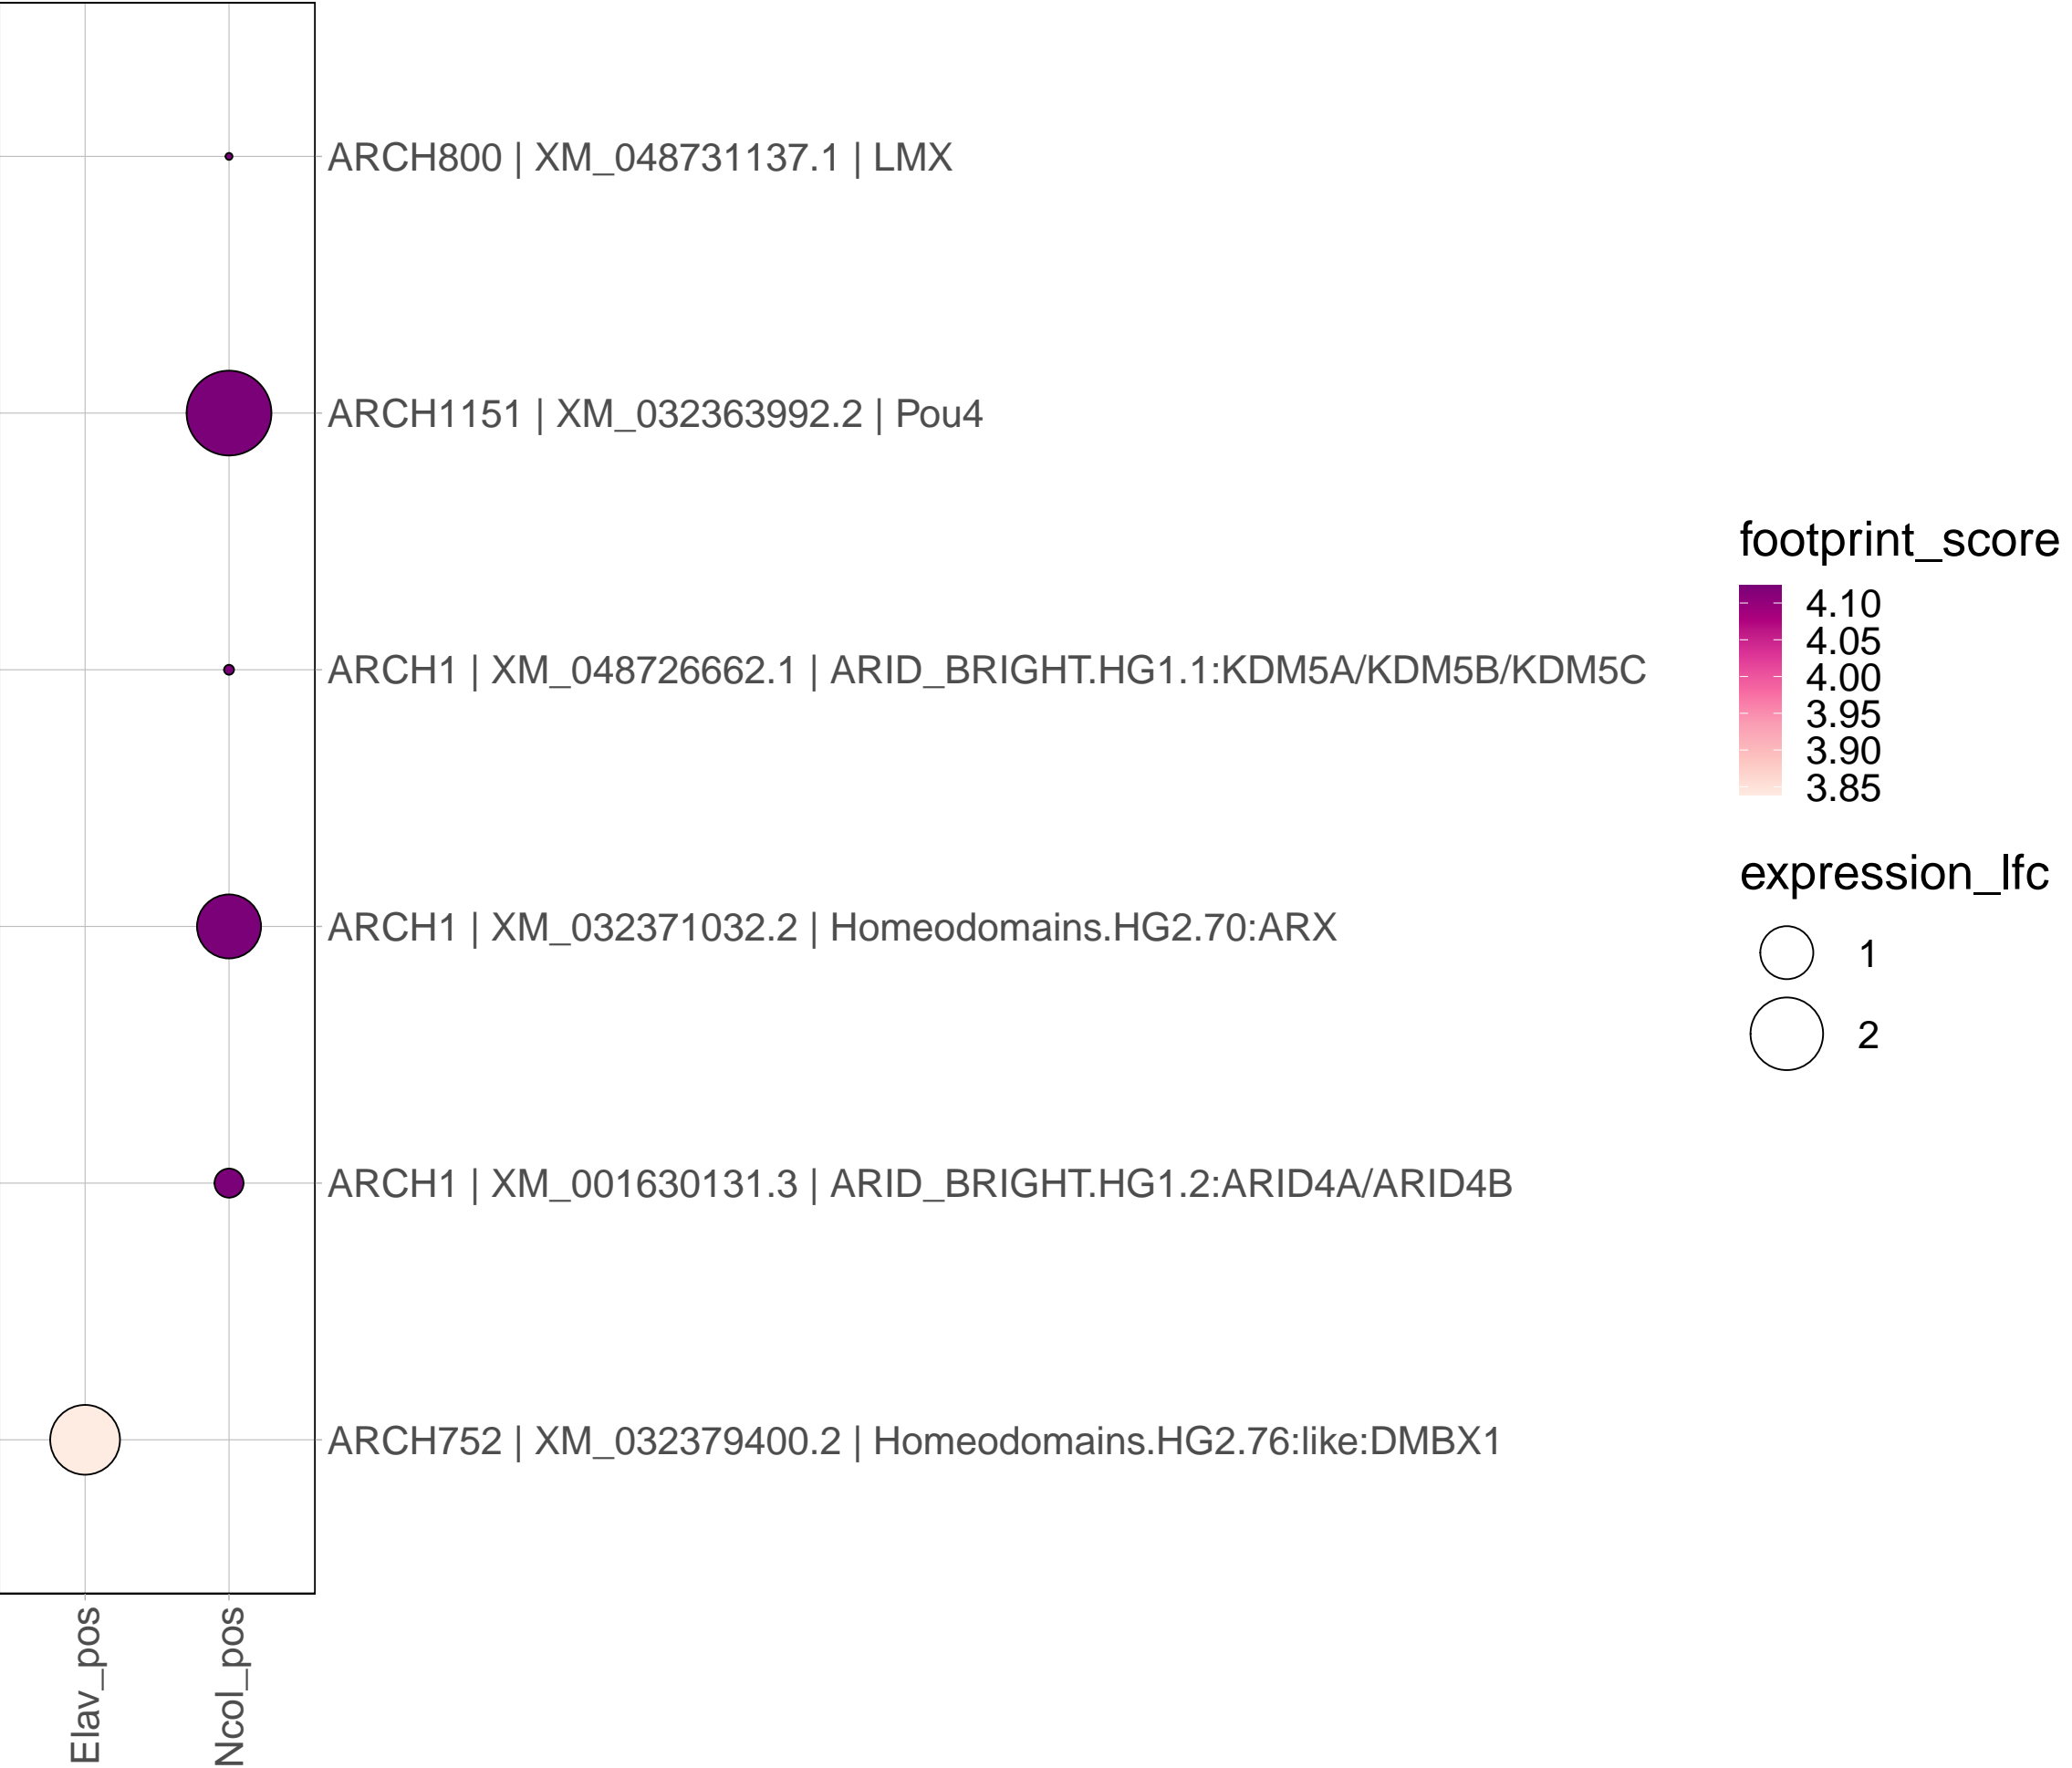 ARCH800 | XM_048731137.1 | LMX
ARCH1151 | XM_032363992.2 | Pou4
ARCH1 | XM_048726662.1 | ARID_BRIGHT.HG1.1:KDM5A/KDM5B/KDM5C
ARCH1 | XM_032371032.2 | Homeodomains.HG2.70:ARX
ARCH1 | XM_001630131.3 | ARID_BRIGHT.HG1.2:ARID4A/ARID4B
ARCH752 | XM_032379400.2 | Homeodomains.HG2.76:like:DMBX1
Elav_pos
Ncol_pos
footprint_score
4.10
4.05
4.00
3.95
3.90
3.85
expression_lfc
1
2